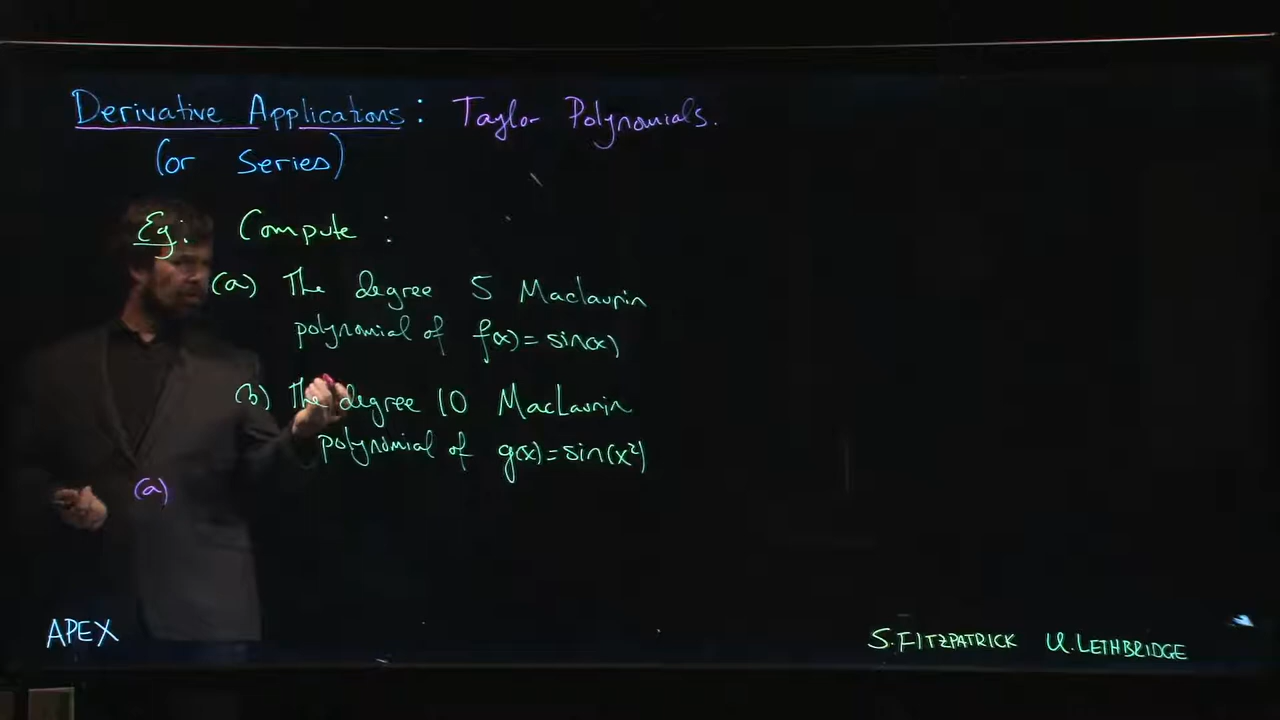 Derivative Applications: Taylor Polynomials.
(or Series)
Eg: Compute:
(a) The degree 5 Maclaurin
polynomial of f(x)=sin(x)
(b) The degree 10 MacLaurin
polynomial of g(x)=sin(x²)
(a)
APEX
S. FITZPATRICK U. LETHBRIDGE